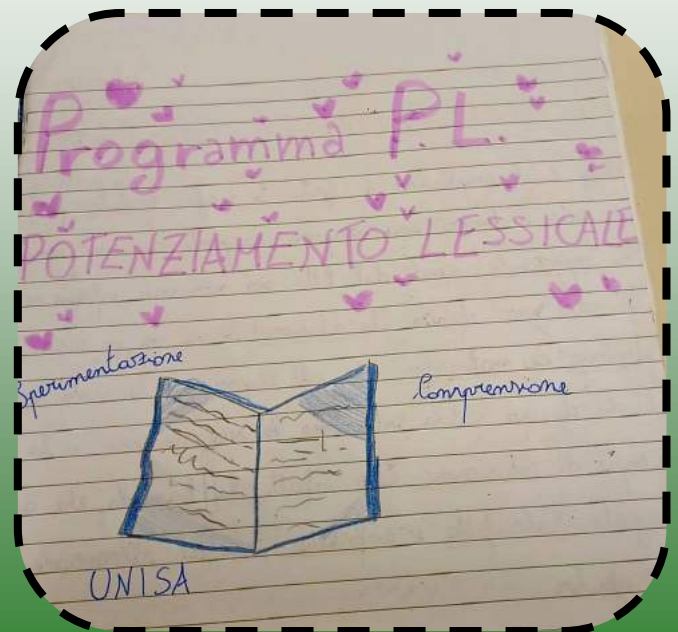 Programma P.L.
POTENZIAMENTO LESSICALE
Sperimentazione
Comprensione
UNISA